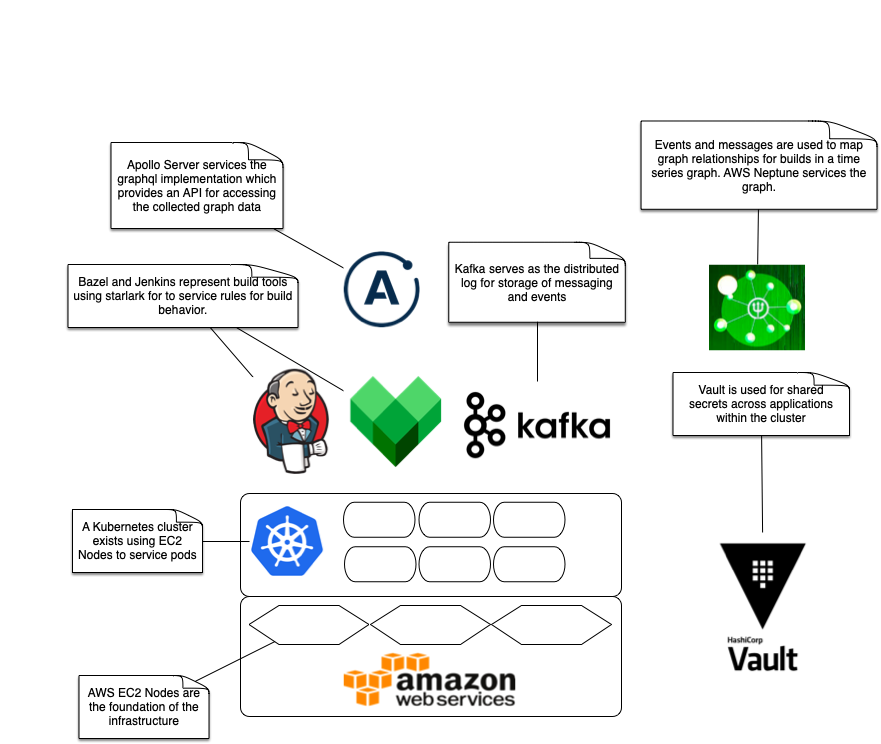 Events and messages are used to map
graph relationships for builds in a time
series graph. AWS Neptune services the
graph.
Apollo Server services the
graphql implementation which
provides an API for accessing
the collected graph data
A
Kafka serves as the distributed
log for storage of messaging
and events
Bazel and Jenkins represent build tools
using starlark for to service rules for build
behavior.
kafka
Vault is used for shared
secrets across applications
within the cluster
A Kubernetes cluster
exists using EC2
Nodes to service pods
HashiCorp
Vault
amazon
webservices
AWS EC2 Nodes are
the foundation of the
infrastructure